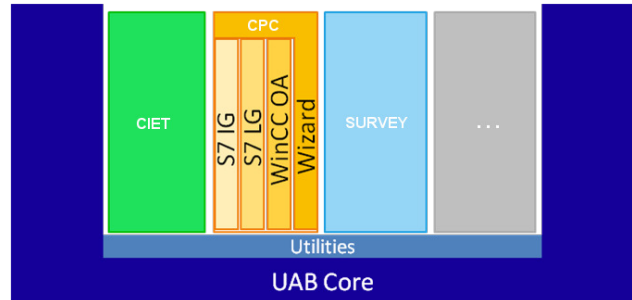 CPC
CIET
S7 IG
S7 LG
WinCC OA
Wizard
SURVEY
...
Utilities
UAB Core